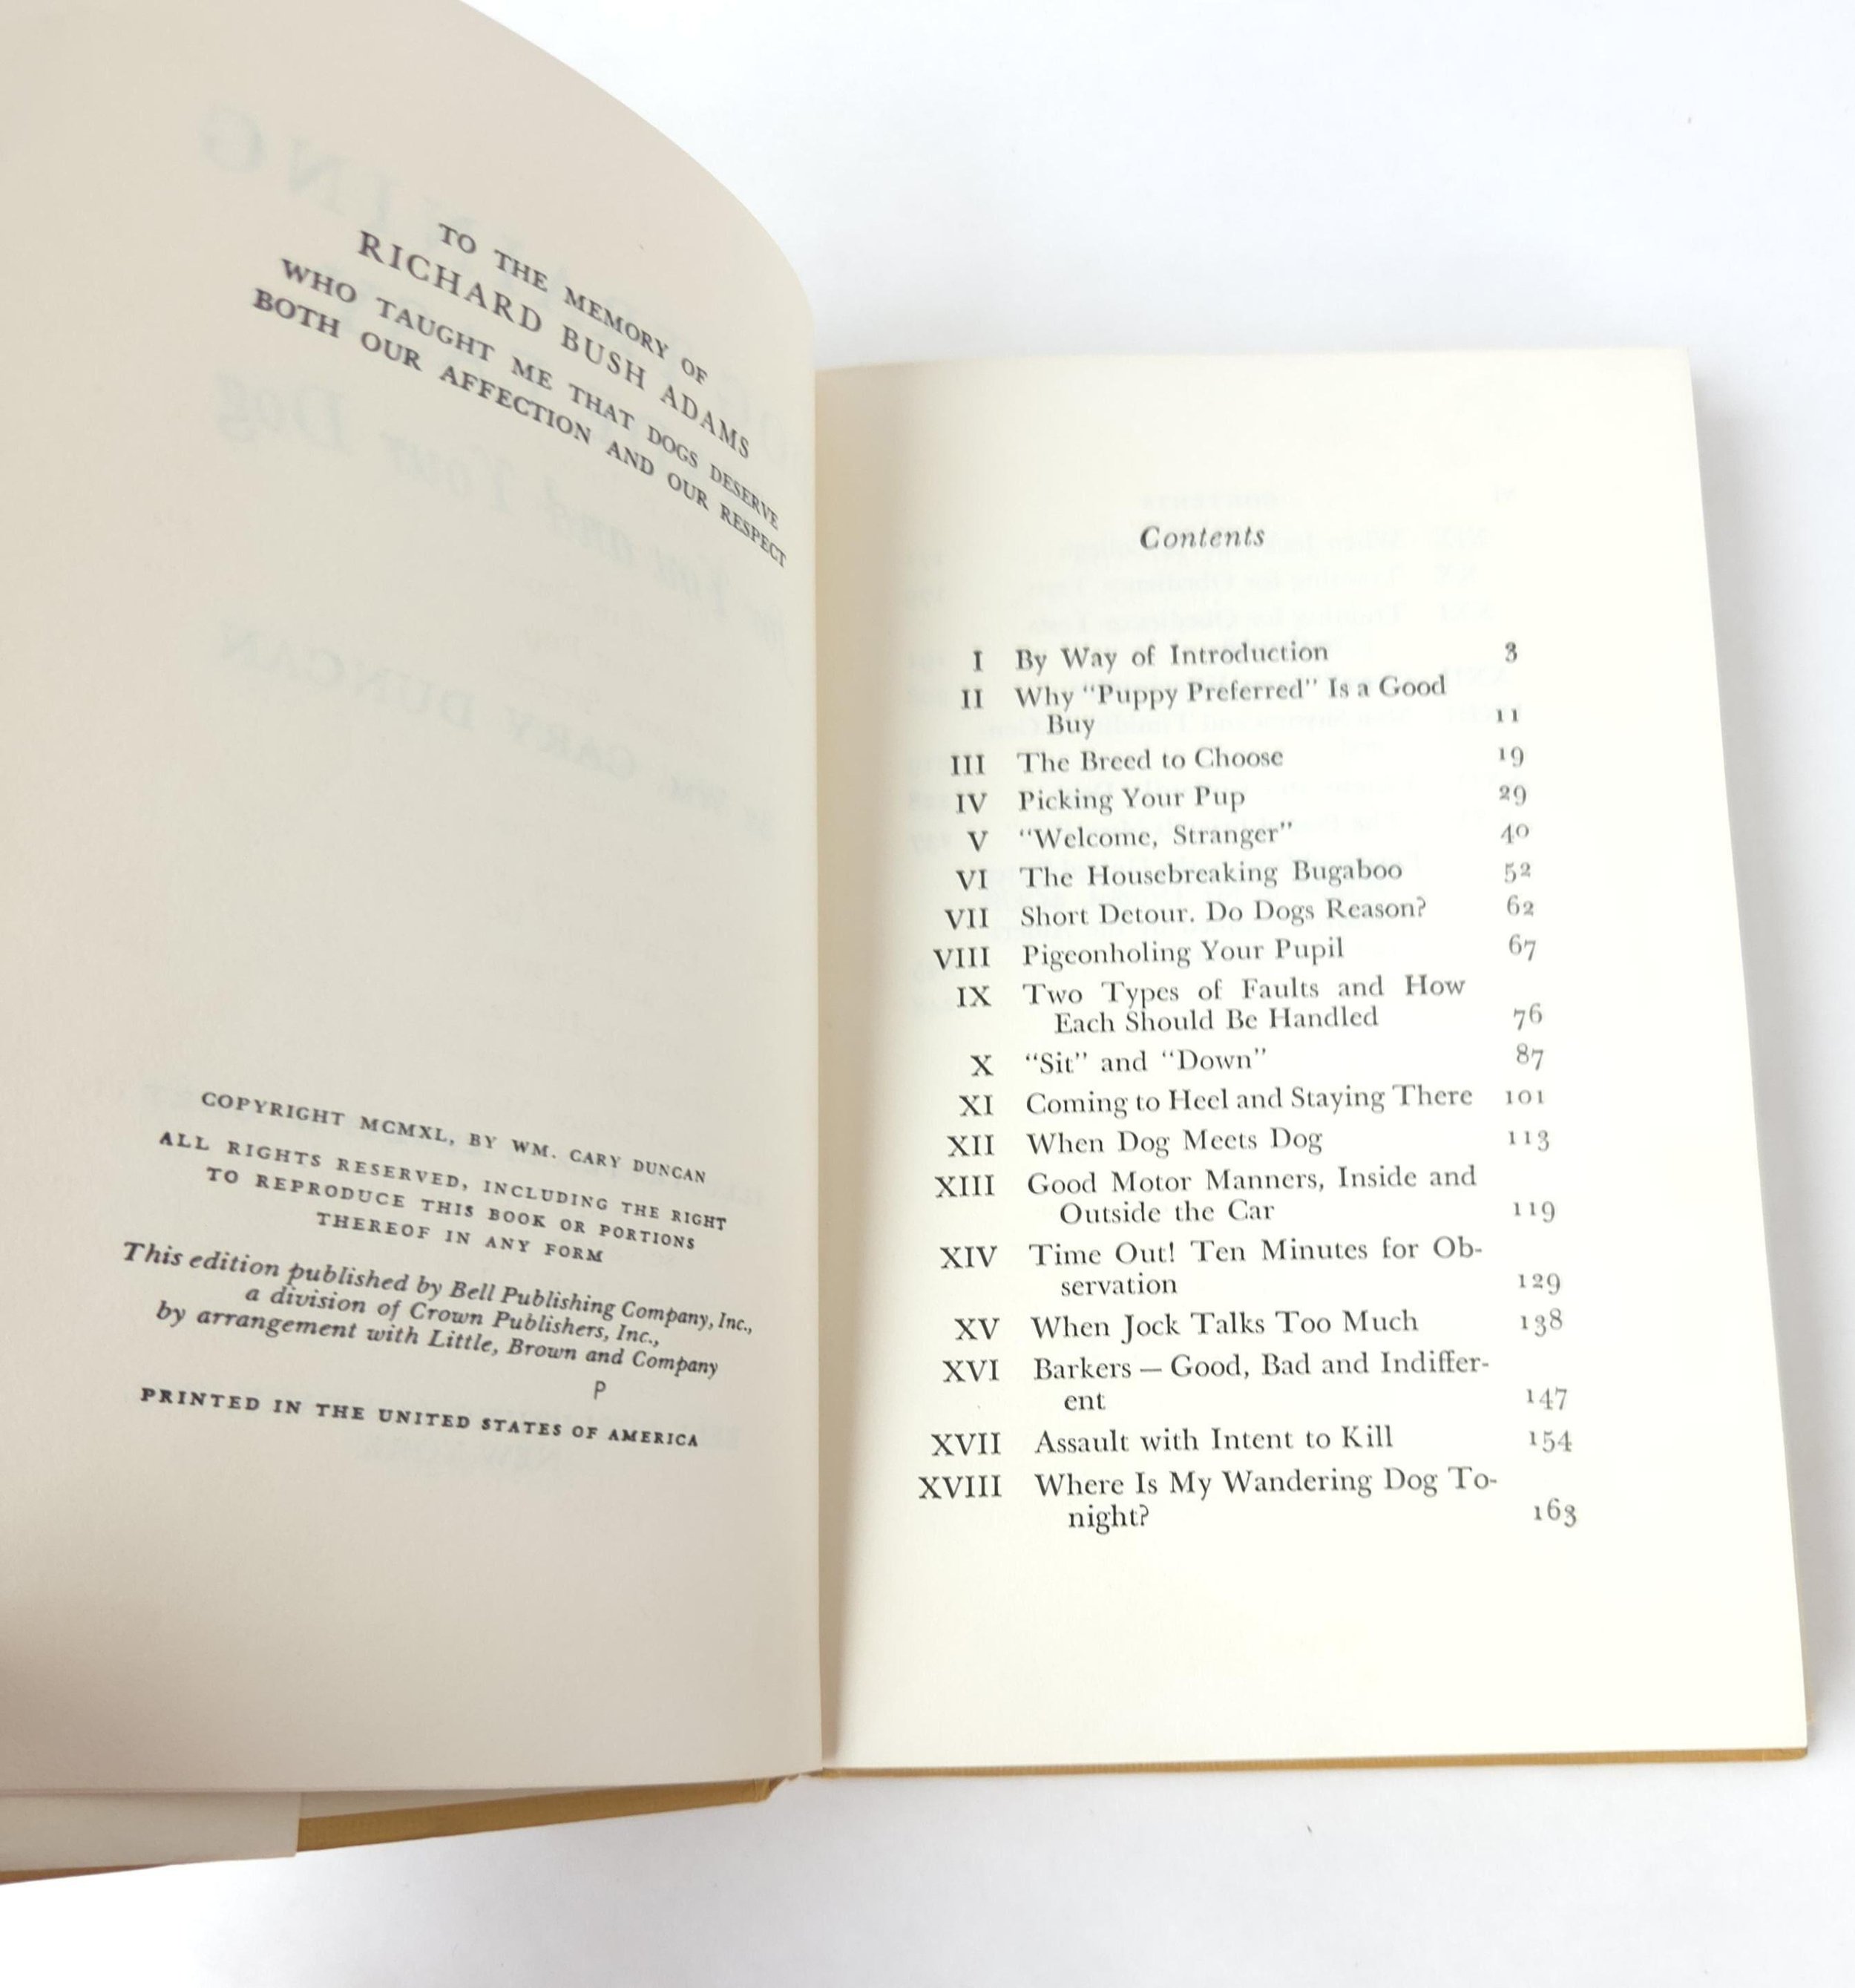 TO THE MEMORY OF
RICHARD BUSH ADAMS
WHO TAUGHT ME THAT DOGS DESERVE
BOTH OUR AFFECTION AND OUR RESPECT
COPYRIGHT MCMXL, BY WM. CARY DUNCAN
ALL RIGHTS RESERVED, INCLUDING THE RIGHT
TO REPRODUCE THIS BOOK OR PORTIONS
THEREOF IN ANY FORM
This edition published by Bell Publishing Company, Inc.,
a division of Crown Publishers, Inc.,
by arrangement with Little, Brown and Company
P
PRINTED IN THE UNITED STATES OF AMERICA
Contents
I By Way of Introduction 3
II Why “Puppy Preferred” Is a Good
Buy 11
III The Breed to Choose 19
IV Picking Your Pup 29
V “Welcome, Stranger” 40
VI The Housebreaking Bugaboo 52
VII Short Detour. Do Dogs Reason? 62
VIII Pigeonholing Your Pupil 67
IX Two Types of Faults and How
Each Should Be Handled 76
X “Sit” and “Down” 87
XI Coming to Heel and Staying There 101
XII When Dog Meets Dog 113
XIII Good Motor Manners, Inside and
Outside the Car 119
XIV Time Out! Ten Minutes for Ob-
servation 129
XV When Jock Talks Too Much 138
XVI Barkers — Good, Bad and Indiffer-
ent 147
XVII Assault with Intent to Kill 154
XVIII Where Is My Wandering Dog To-
night? 163